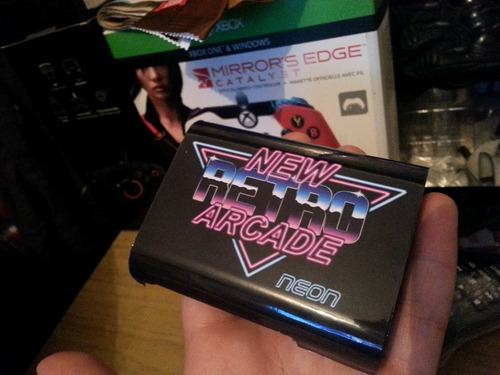 XBOX
XBOX ONE & WINDOWS
MIRROR'S EDGE
CATALYST
Y
B
NEW
RETRO
ARCADE
NEON